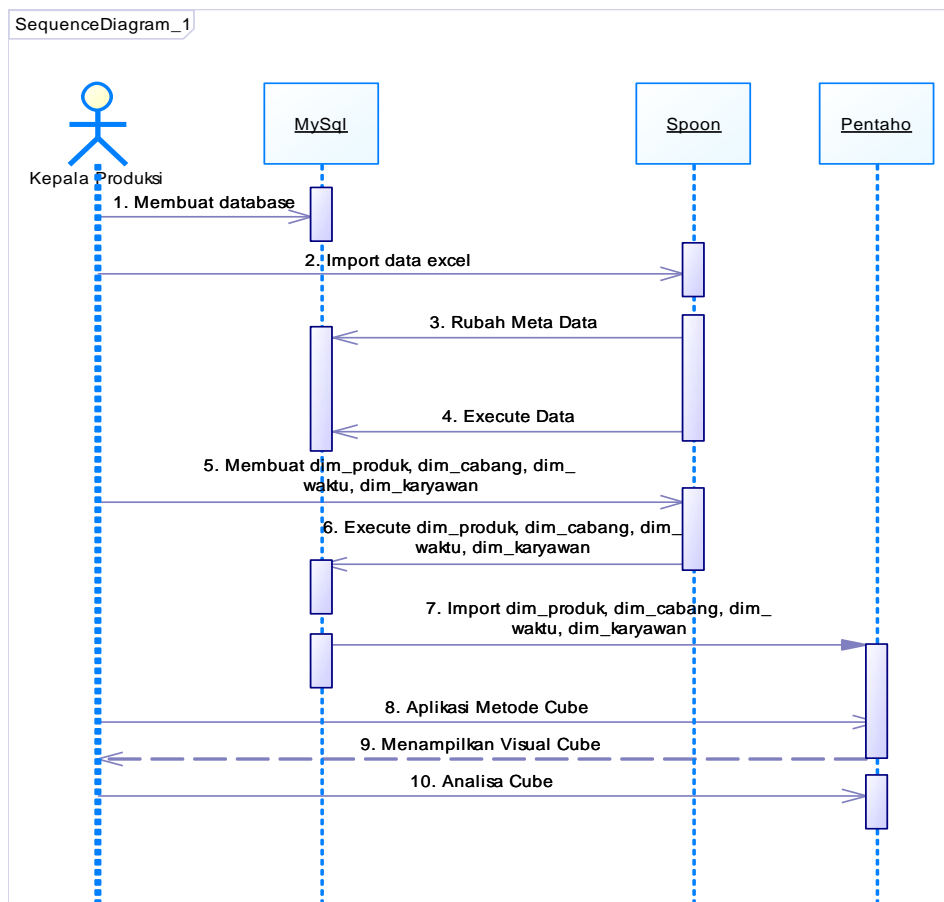 SequenceDiagram_1
MySql
Spoon
Pentaho
Kepala Produksi
1. Membuat database
2. Import data excel
3. Rubah Meta Data
4. Execute Data
5. Membuat dim_produk, dim_cabang, dim_
waktu, dim_karyawan
6. Execute dim_produk, dim_cabang, dim_
waktu, dim_karyawan
7. Import dim_produk, dim_cabang, dim_
waktu, dim_karyawan
8. Aplikasi Metode Cube
9. Menampilkan Visual Cube
10. Analisa Cube